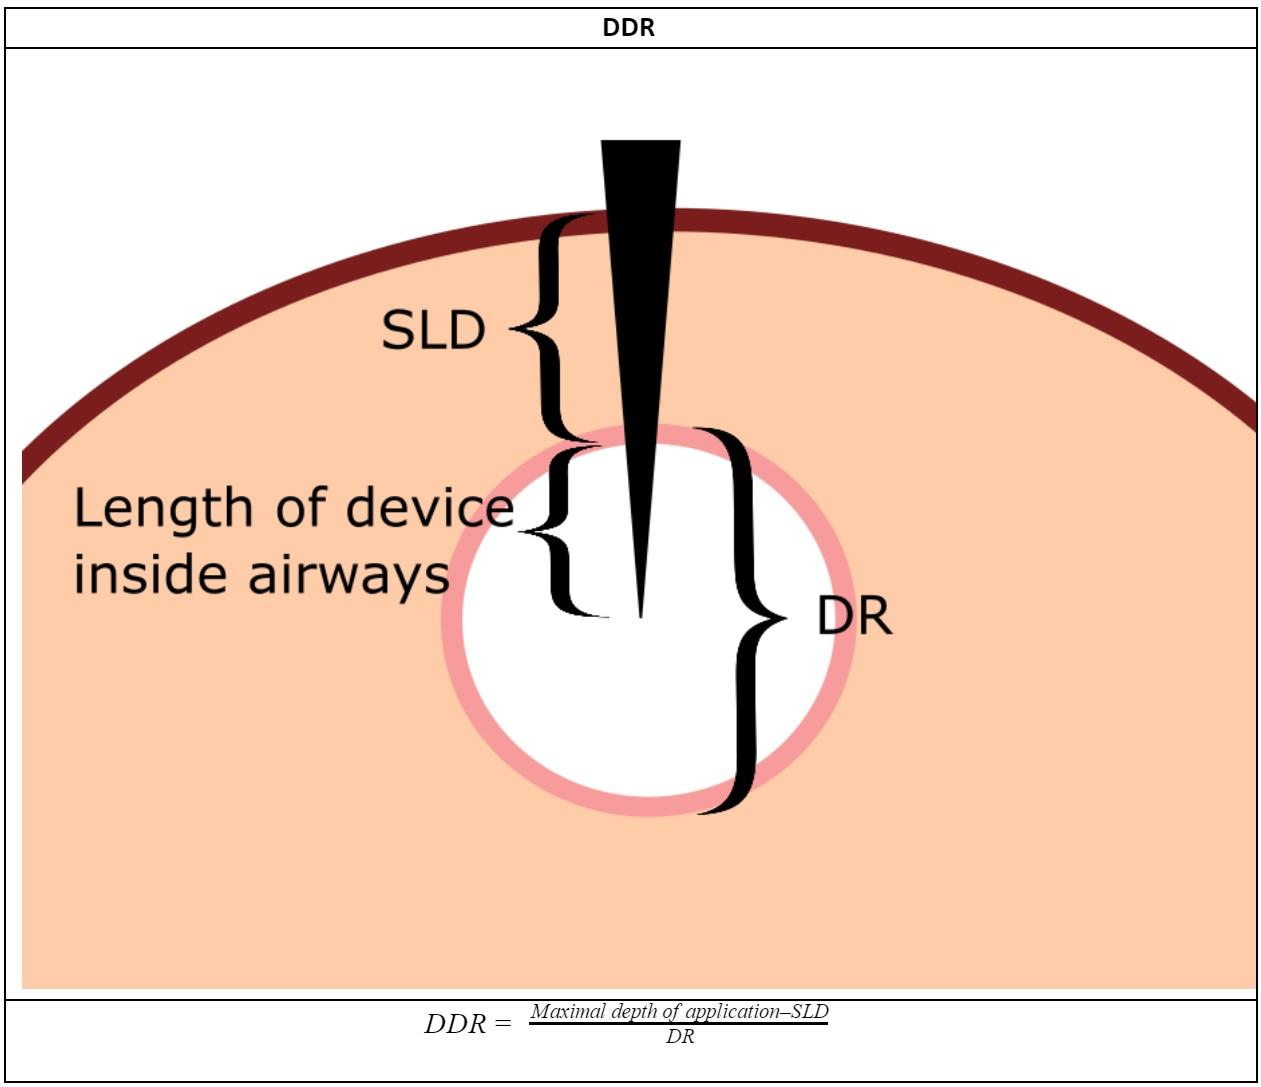 DDR
SLD
Length of device
inside airways
DR
DDR = Maximal depth of application–SLD
DR